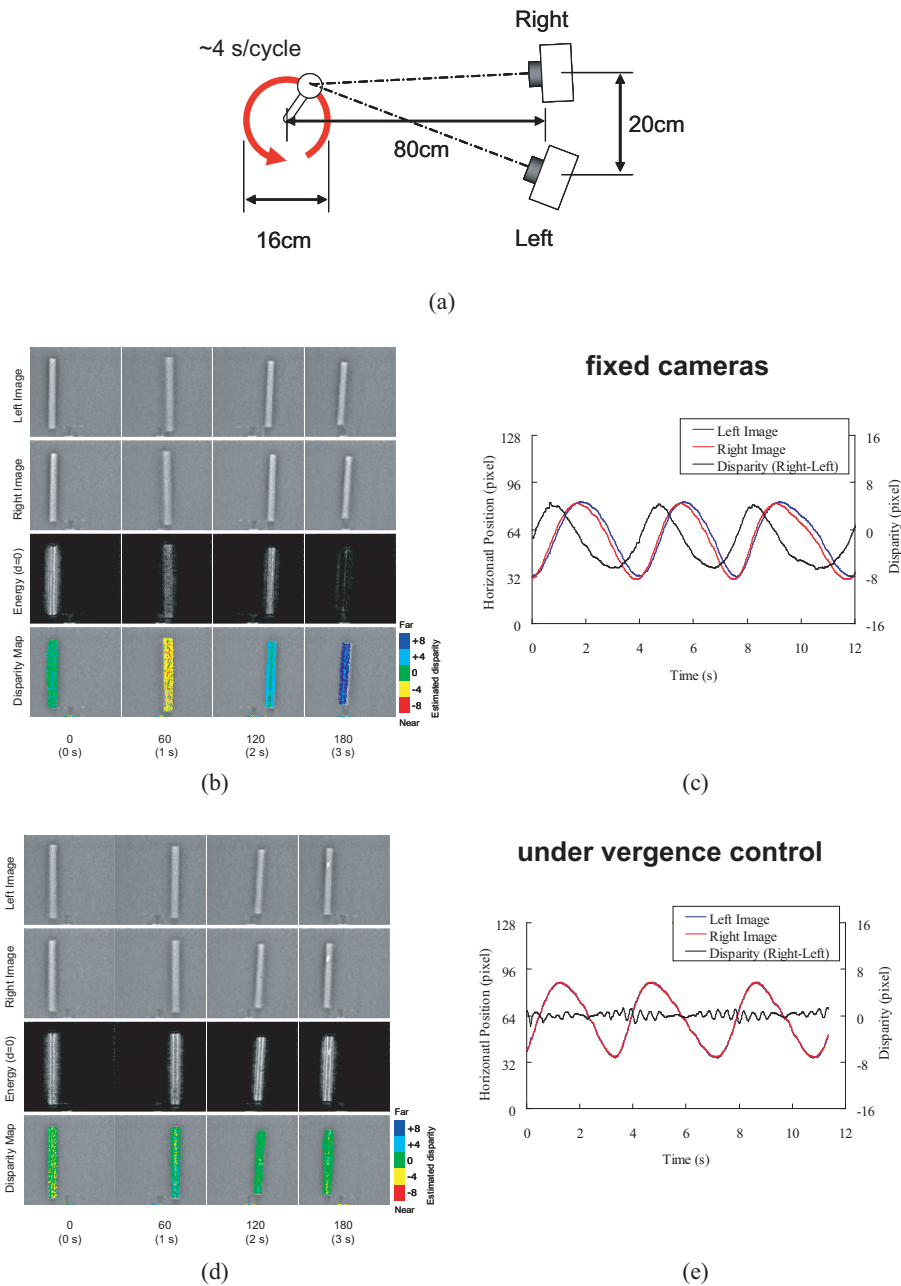 Right
~4 s/cycle
80cm
20cm
16cm
Left
(a)
Left Image
Right Image
Energy (d=0)
Disparity Map
Far
+8
+4
0
-4
-8
Near
Estimated disparity
0
(0 s)
60
(1 s)
120
(2 s)
180
(3 s)
(b)
fixed cameras
Left Image
Right Image
Disparity (Right-Left)
Horizonatl Position (pixel)
128
96
64
32
0
Disparity (pixel)
16
8
0
-8
-16
0 2 4 6 8 10 12
Time (s)
(c)
Left Image
Right Image
Energy (d=0)
Disparity Map
Far
+8
+4
0
-4
-8
Near
Estimated disparity
0
(0 s)
60
(1 s)
120
(2 s)
180
(3 s)
(d)
under vergence control
Left Image
Right Image
Disparity (Right-Left)
Horizonatl Position (pixel)
128
96
64
32
0
Disparity (pixel)
16
8
0
-8
-16
0 2 4 6 8 10 12
Time (s)
(e)